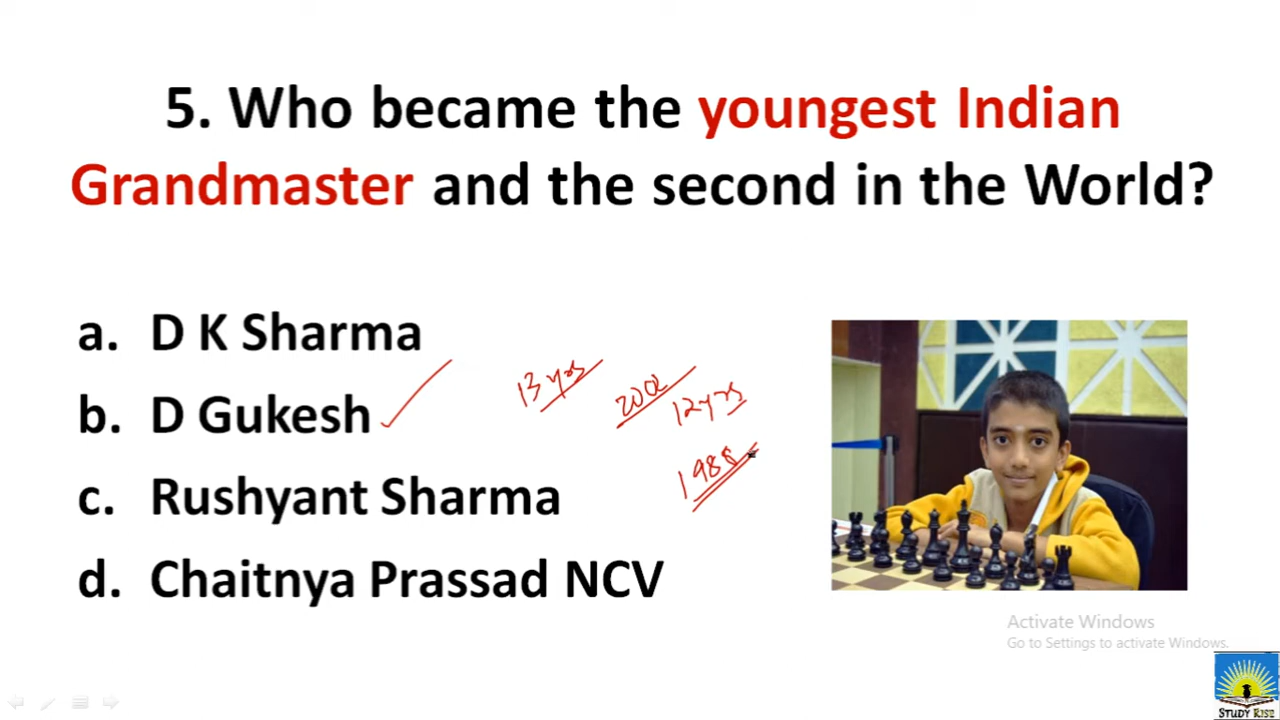 5. Who became the youngest Indian
Grandmaster and the second in the World?
a. D K Sharma
b. D Gukesh
13 yrs
2002
12 yrs
1988
c. Rushyant Sharma
d. Chaitnya Prassad NCV
Activate Windows
Go to Settings to activate Windows.
STUDY RISE